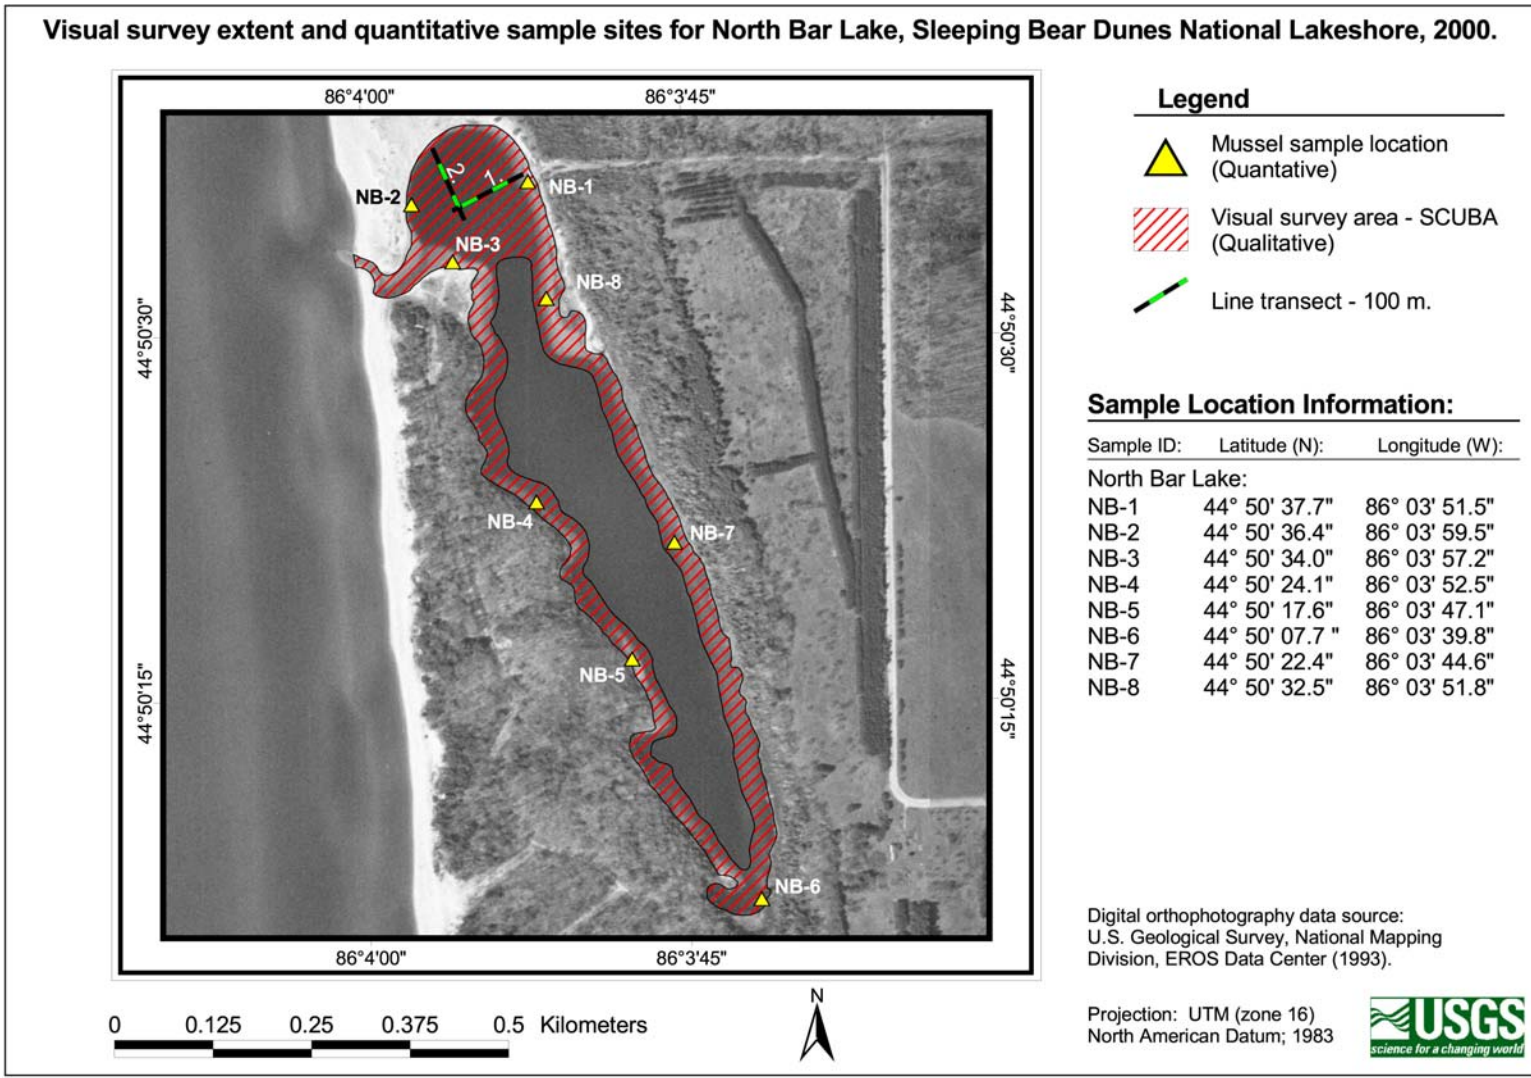 Visual survey extent and quantitative sample sites for North Bar Lake, Sleeping Bear Dunes National Lakeshore, 2000.
86°4'00"
86°3'45"
2.
1.
NB-1
NB-2
NB-3
NB-8
44°50'30"
44°50'30"
NB-4
NB-7
NB-5
44°50'15"
44°50'15"
NB-6
86°4'00"
86°3'45"
0 0.125 0.25 0.375 0.5 Kilometers
N
Legend
Mussel sample location
(Quantative)
Visual survey area - SCUBA
(Qualitative)
Line transect - 100 m.
Sample Location Information:
Sample ID: Latitude (N): Longitude (W):
North Bar Lake:
NB-1 44° 50' 37.7" 86° 03' 51.5"
NB-2 44° 50' 36.4" 86° 03' 59.5"
NB-3 44° 50' 34.0" 86° 03' 57.2"
NB-4 44° 50' 24.1" 86° 03' 52.5"
NB-5 44° 50' 17.6" 86° 03' 47.1"
NB-6 44° 50' 07.7 " 86° 03' 39.8"
NB-7 44° 50' 22.4" 86° 03' 44.6"
NB-8 44° 50' 32.5" 86° 03' 51.8"
Digital orthophotography data source:
U.S. Geological Survey, National Mapping
Division, EROS Data Center (1993).
Projection: UTM (zone 16)
North American Datum; 1983
USGS
science for a changing world